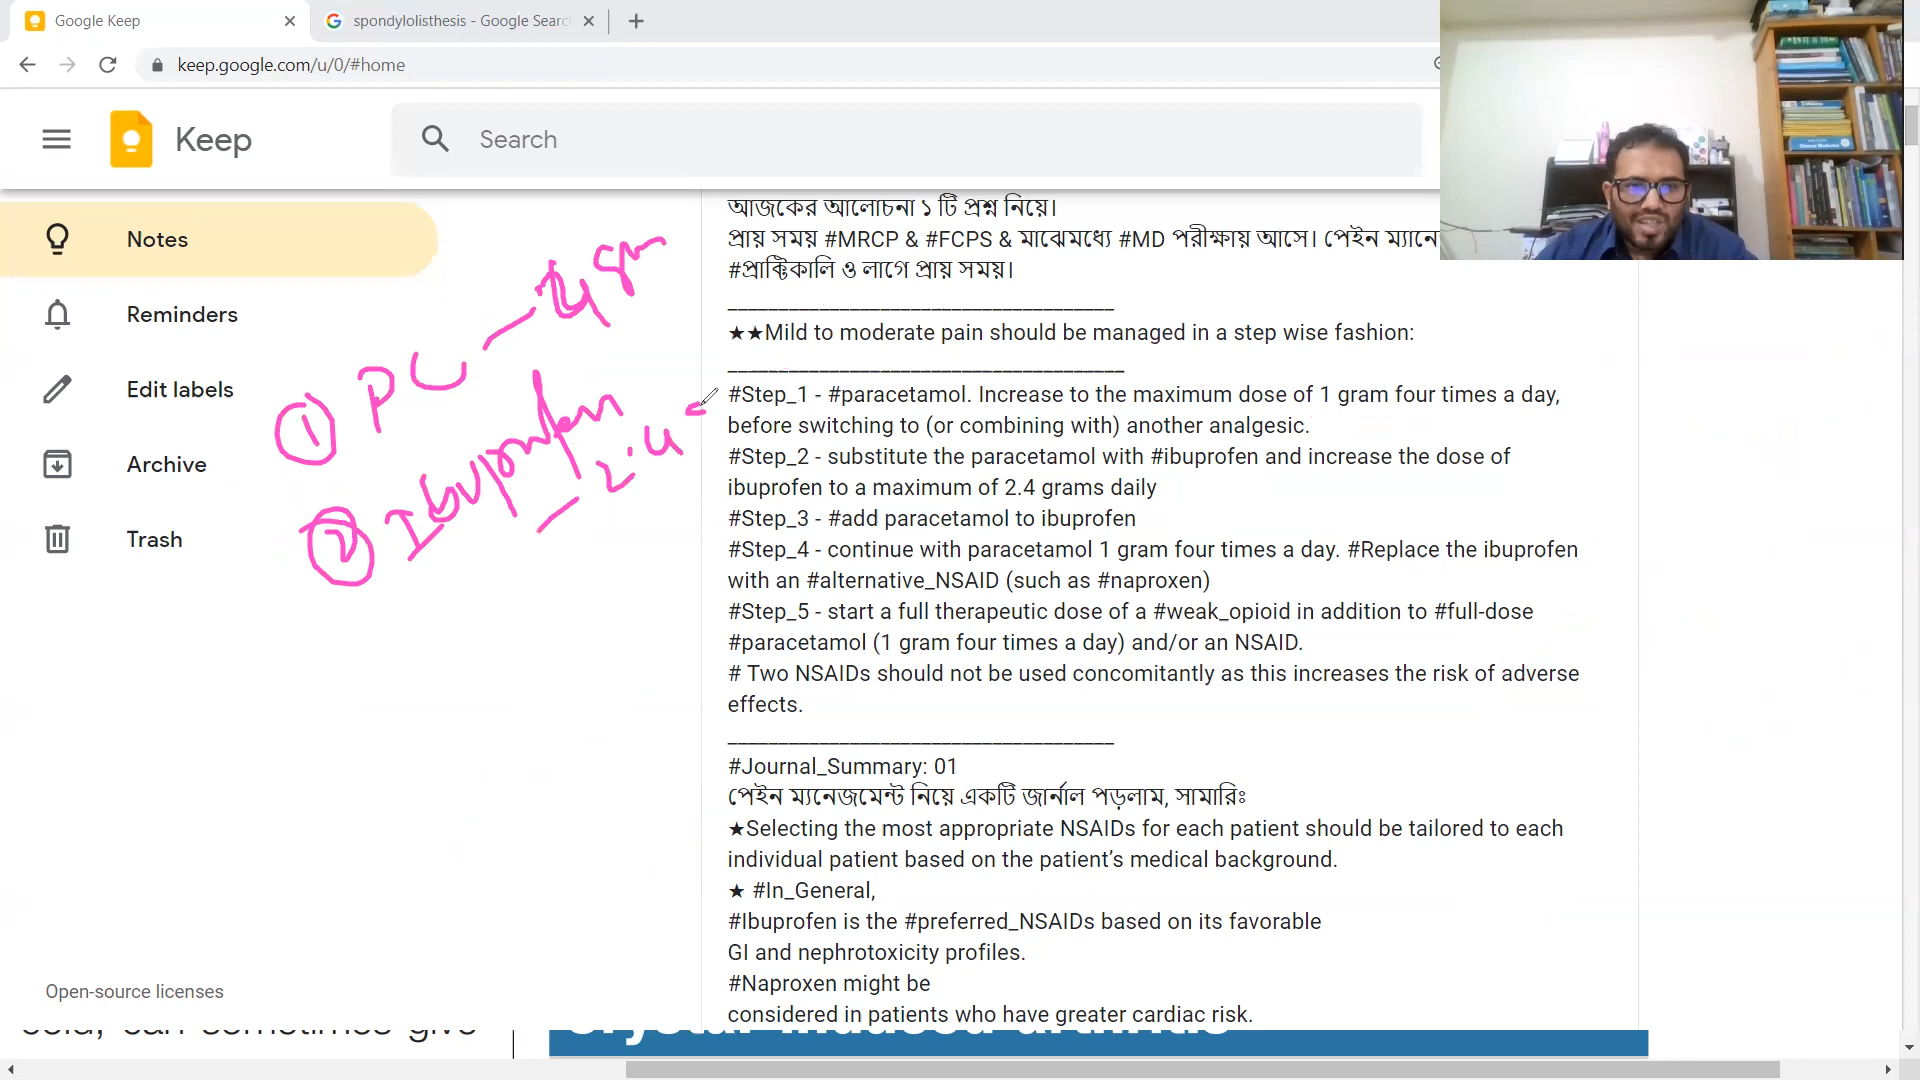 Google Keep
spondylolisthesis - Google Searc
keep.google.com/u/0/#home
Keep
Search
Notes
Reminders
Edit labels
Archive
Trash
Open-source licenses
আজকের আলোচনা ১ টি প্রশ্ন নিয়ে।
প্রায় সময় #MRCP & #FCPS & মাঝেমধ্যে #MD পরীক্ষায় আসে। পেইন ম্যানে
#প্রাক্টিকালি ও লাগে প্রায় সময়।
______________________________________
★★Mild to moderate pain should be managed in a step wise fashion:
_______________________________________
#Step_1 - #paracetamol. Increase to the maximum dose of 1 gram four times a day,
before switching to (or combining with) another analgesic.
#Step_2 - substitute the paracetamol with #ibuprofen and increase the dose of
ibuprofen to a maximum of 2.4 grams daily
#Step_3 - #add paracetamol to ibuprofen
#Step_4 - continue with paracetamol 1 gram four times a day. #Replace the ibuprofen
with an #alternative_NSAID (such as #naproxen)
#Step_5 - start a full therapeutic dose of a #weak_opioid in addition to #full-dose
#paracetamol (1 gram four times a day) and/or an NSAID.
# Two NSAIDs should not be used concomitantly as this increases the risk of adverse
effects.
______________________________________
#Journal_Summary: 01
পেইন ম্যনেজমেন্ট নিয়ে একটি জার্নাল পড়লাম, সামারিঃ
★Selecting the most appropriate NSAIDs for each patient should be tailored to each
individual patient based on the patient's medical background.
★ #In_General,
#Ibuprofen is the #preferred_NSAIDs based on its favorable
GI and nephrotoxicity profiles.
#Naproxen might be
considered in patients who have greater cardiac risk.
① PC — 4 gm
② Ibuprofen — 2.4